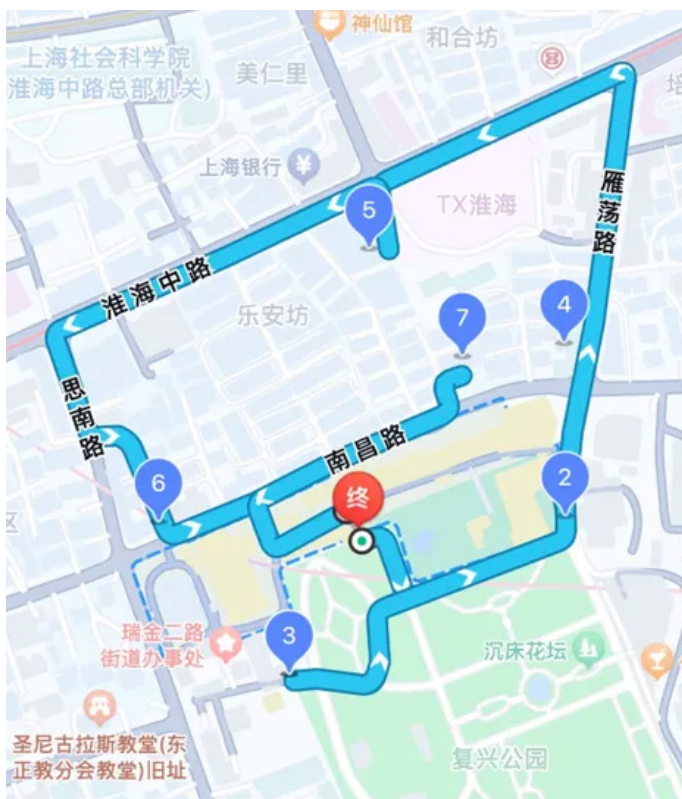 神仙馆
和合坊
上海社会科学院
淮海中路总部机关)
美仁里
上海银行
TX淮海
雁荡路
5
淮海中路
乐安坊
7
4
思南路
南昌路
6
终
2
区
瑞金二路
街道办事处
3
沉床花坛
圣尼古拉斯教堂(东
正教分会教堂)旧址
复兴公园